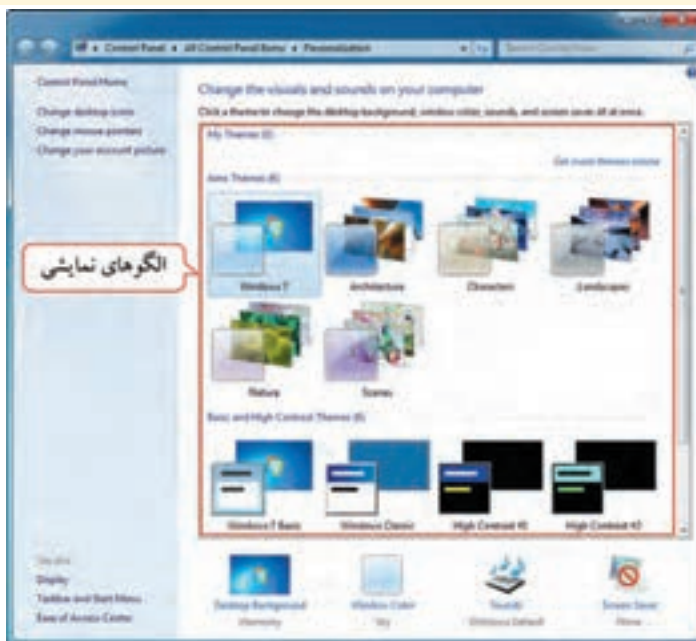 Control Panel All Control Panel Items Personalization
Search Control Panel
Control Panel Home
Change desktop icons
Change mouse pointers
Change your account picture
Change the visuals and sounds on your computer
Click a theme to change the desktop background, window color, sounds, and screen saver all at once.
My Themes (0)
Get more themes online
Aero Themes (6)
Windows 7 Architecture Characters Landscapes
الگوهای نمایشی
Nature Scenes
Basic and High Contrast Themes (6)
Windows 7 Basic Windows Classic High Contrast #1 High Contrast #2
See also
Display
Taskbar and Start Menu
Ease of Access Center
Desktop Background
Harmony
Window Color
Sky
Sounds
Windows Default
Screen Saver
None